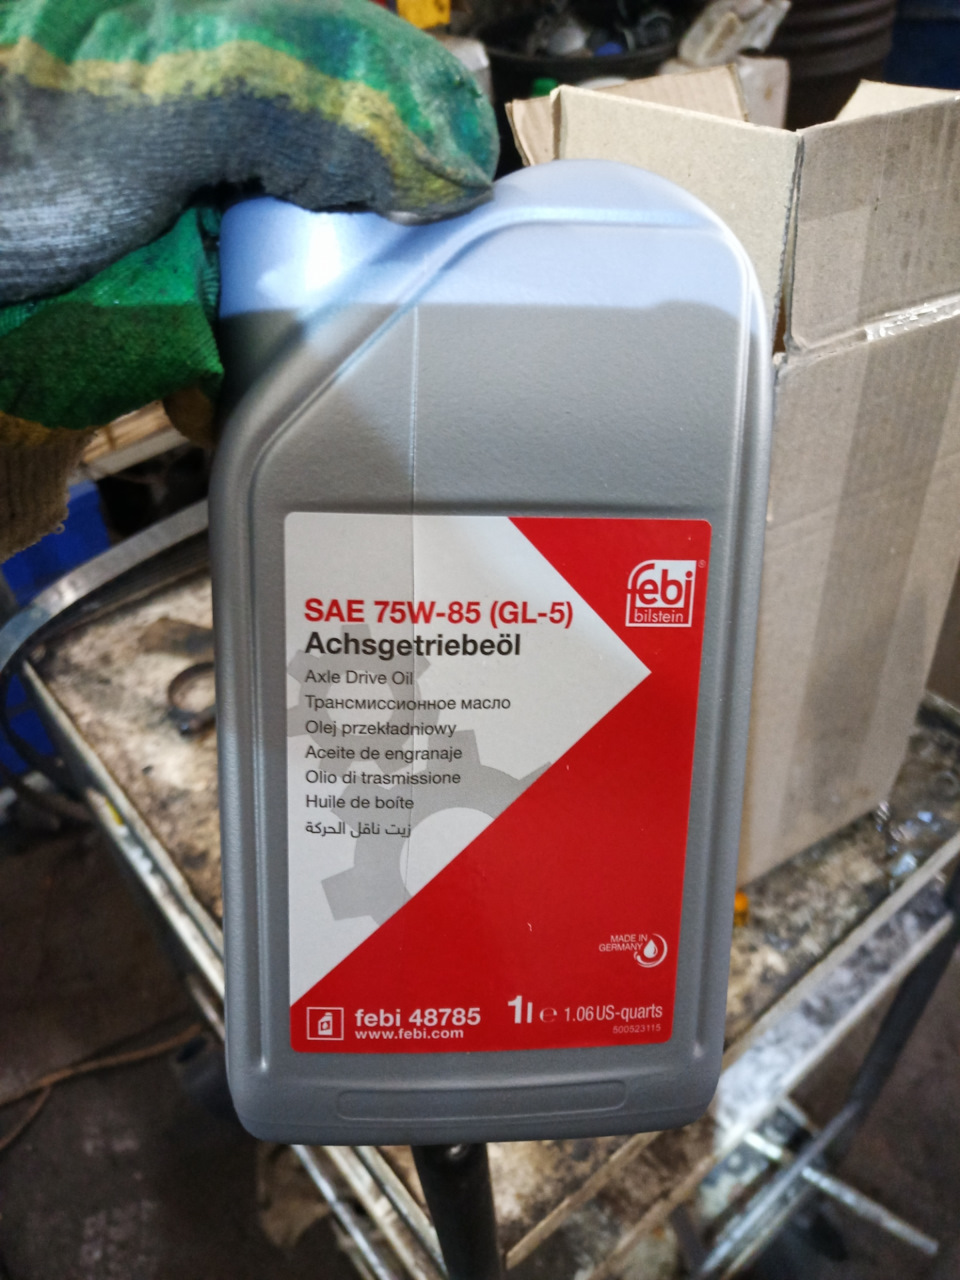 febi
bilstein
SAE 75W-85 (GL-5)
Achsgetriebeöl
Axle Drive Oil
Трансмиссионное масло
Olej przekładniowy
Aceite de engranaje
Olio di trasmissione
Huile de boîte
زيت ناقل الحركة
MADE IN
GERMANY
febi 48785
www.febi.com
1l e 1.06 US-quarts
500523115